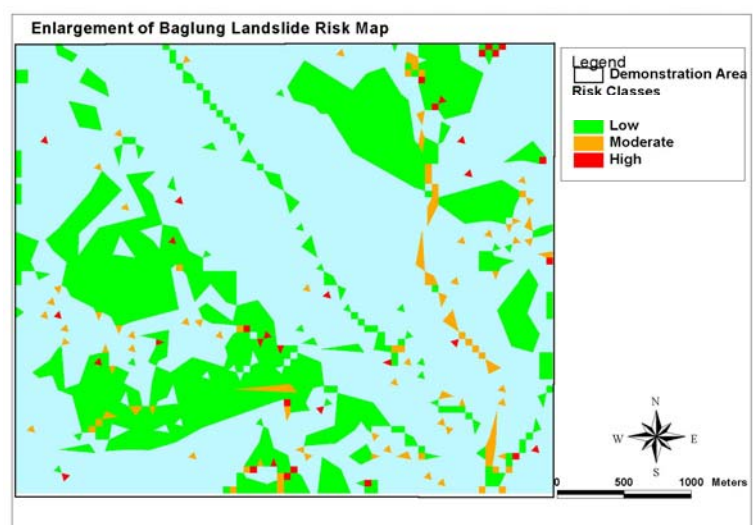 Enlargement of Baglung Landslide Risk Map
Legend
Demonstration Area
Risk Classes
Low
Moderate
High
N
W E
S
0 500 1000 Meters